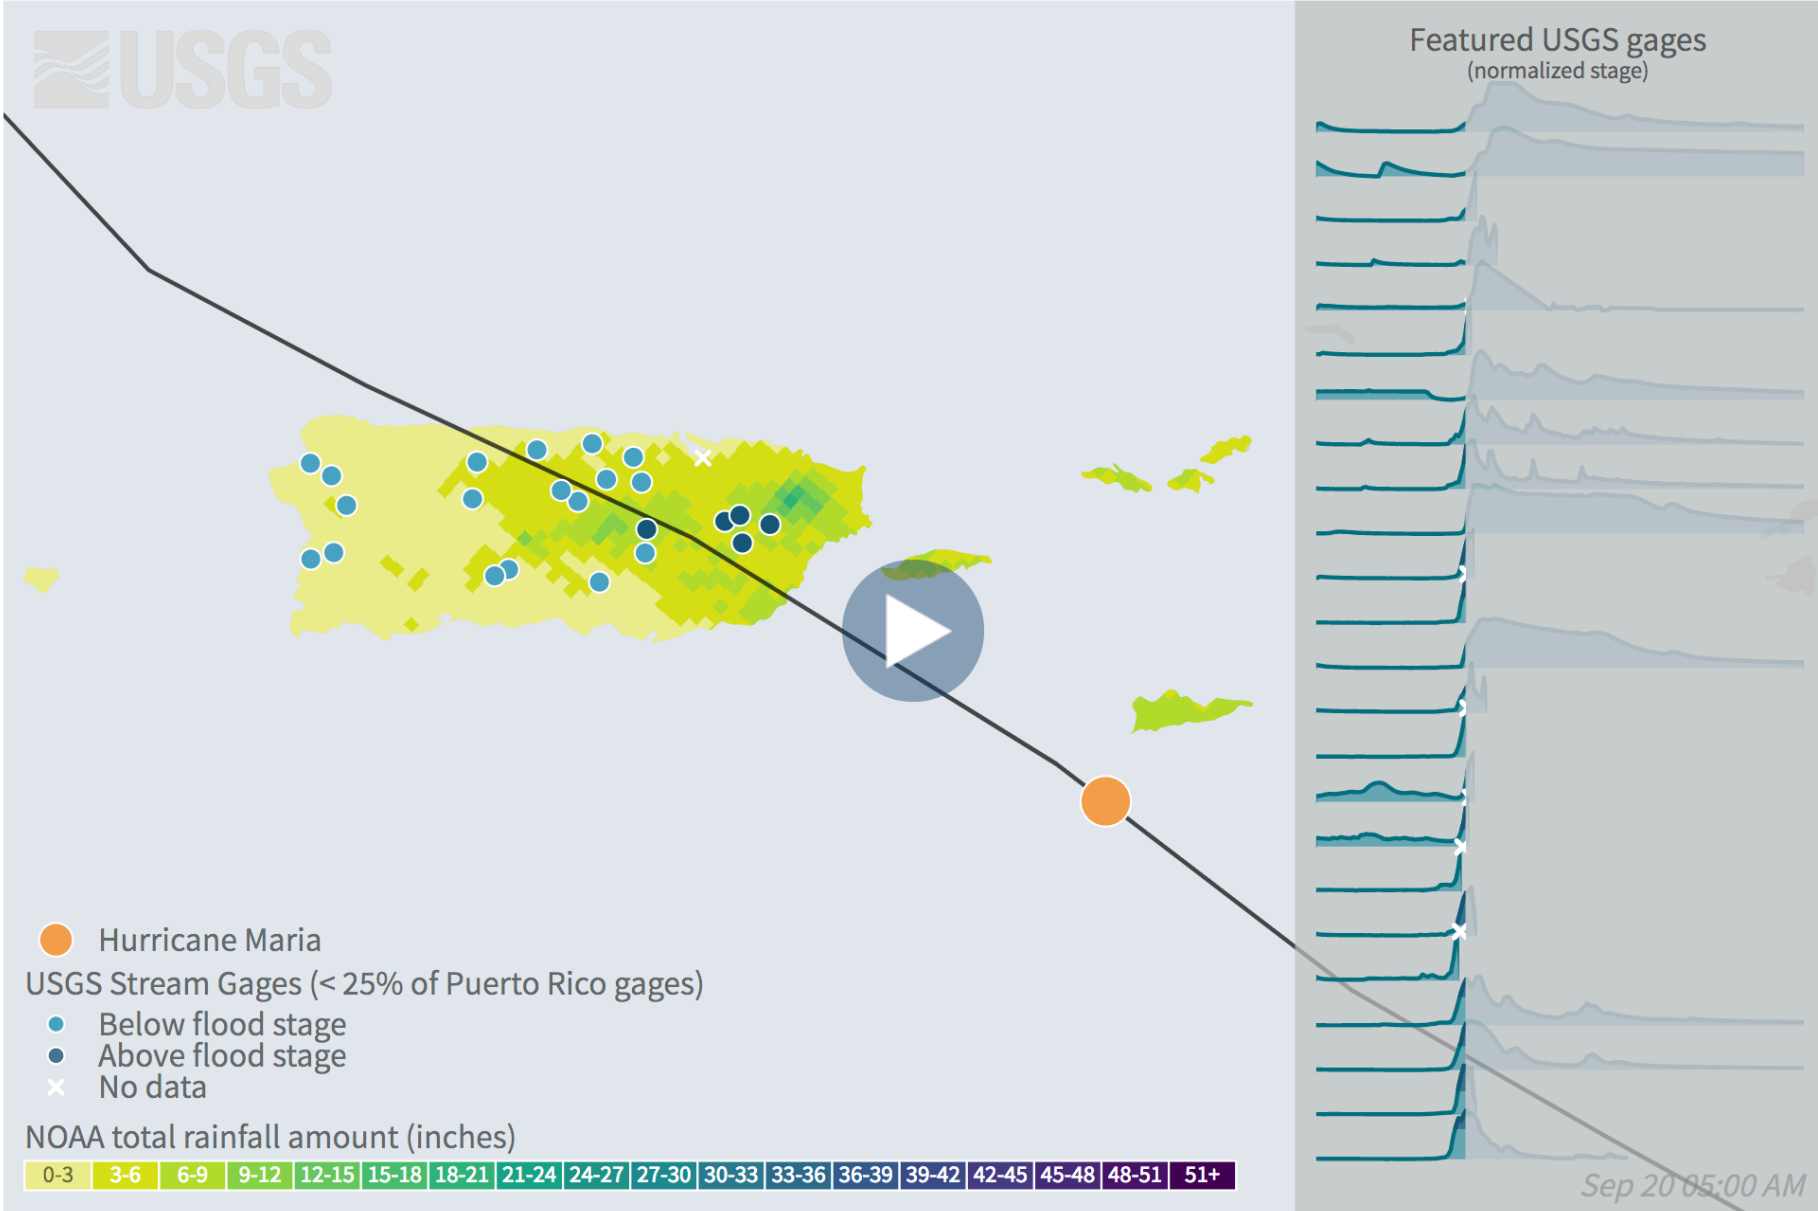 USGS
Featured USGS gages
(normalized stage)
Hurricane Maria
USGS Stream Gages (< 25% of Puerto Rico gages)
Below flood stage
Above flood stage
No data
NOAA total rainfall amount (inches)
0-3 3-6 6-9 9-12 12-15 15-18 18-21 21-24 24-27 27-30 30-33 33-36 36-39 39-42 42-45 45-48 48-51 51+
Sep 20 05:00 AM